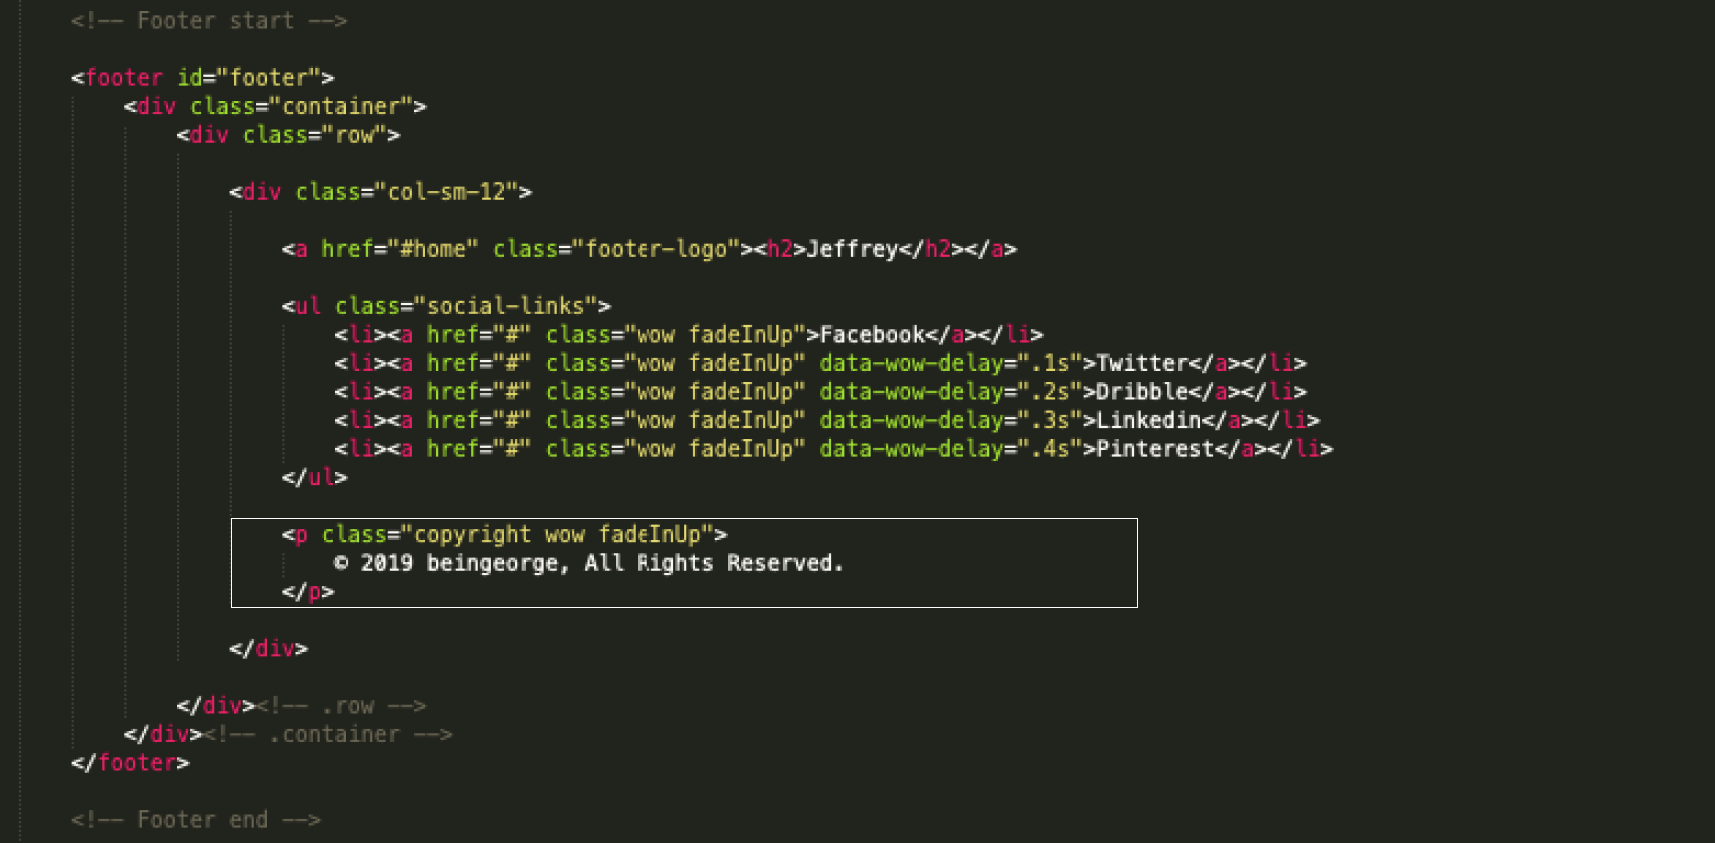 <!-- Footer start -->
<footer id="footer">
<div class="container">
<div class="row">
<div class="col-sm-12">
<a href="#home" class="footer-logo"><h2>Jeffrey</h2></a>
<ul class="social-links">
<li><a href="#" class="wow fadeInUp">Facebook</a></li>
<li><a href="#" class="wow fadeInUp" data-wow-delay=".1s">Twitter</a></li>
<li><a href="#" class="wow fadeInUp" data-wow-delay=".2s">Dribble</a></li>
<li><a href="#" class="wow fadeInUp" data-wow-delay=".3s">Linkedin</a></li>
<li><a href="#" class="wow fadeInUp" data-wow-delay=".4s">Pinterest</a></li>
</ul>
<p class="copyright wow fadeInUp">
© 2019 beingeorge, All Rights Reserved.
</p>
</div>
</div><!-- .row -->
</div><!-- .container -->
</footer>
<!-- Footer end -->